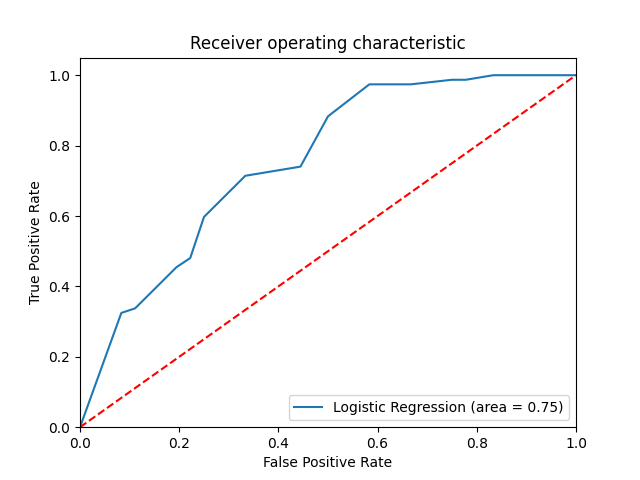 Receiver operating characteristic
True Positive Rate
1.0
0.8
0.6
0.4
0.2
0.0
Logistic Regression (area = 0.75)
0.0 0.2 0.4 0.6 0.8 1.0
False Positive Rate